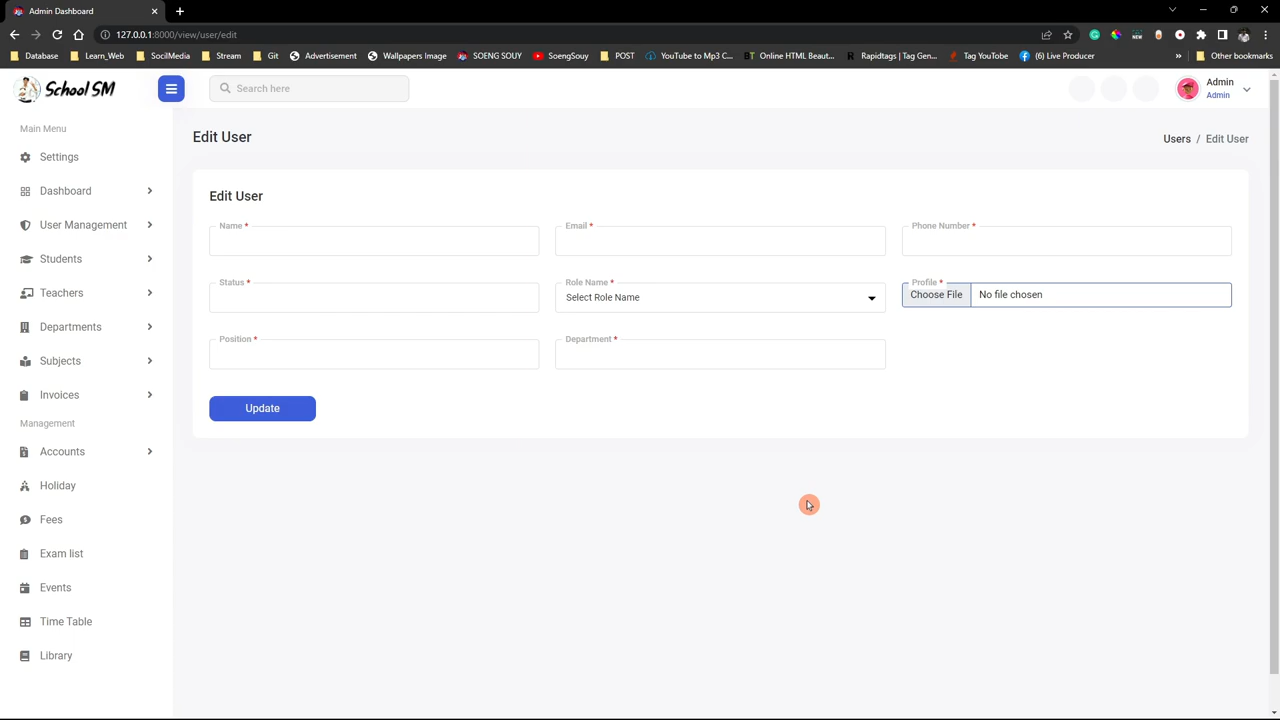 Admin Dashboard
127.0.0.1:8000/view/user/edit
Database Learn_Web SocilMedia Stream Git Advertisement Wallpapers Image SOENG SOUY SoengSouy POST YouTube to Mp3 C... BT Online HTML Beaut... R Rapidtags | Tag Gen... Tag YouTube (6) Live Producer » Other bookmarks
School SM
Search here
Admin
Admin
Main Menu
Settings
Dashboard
User Management
Students
Teachers
Departments
Subjects
Invoices
Management
Accounts
Holiday
Fees
Exam list
Events
Time Table
Library
Edit User
Users / Edit User
Edit User
Name * Email * Phone Number *
Status * Role Name * Profile *
Select Role Name Choose File No file chosen
Position * Department *
Update